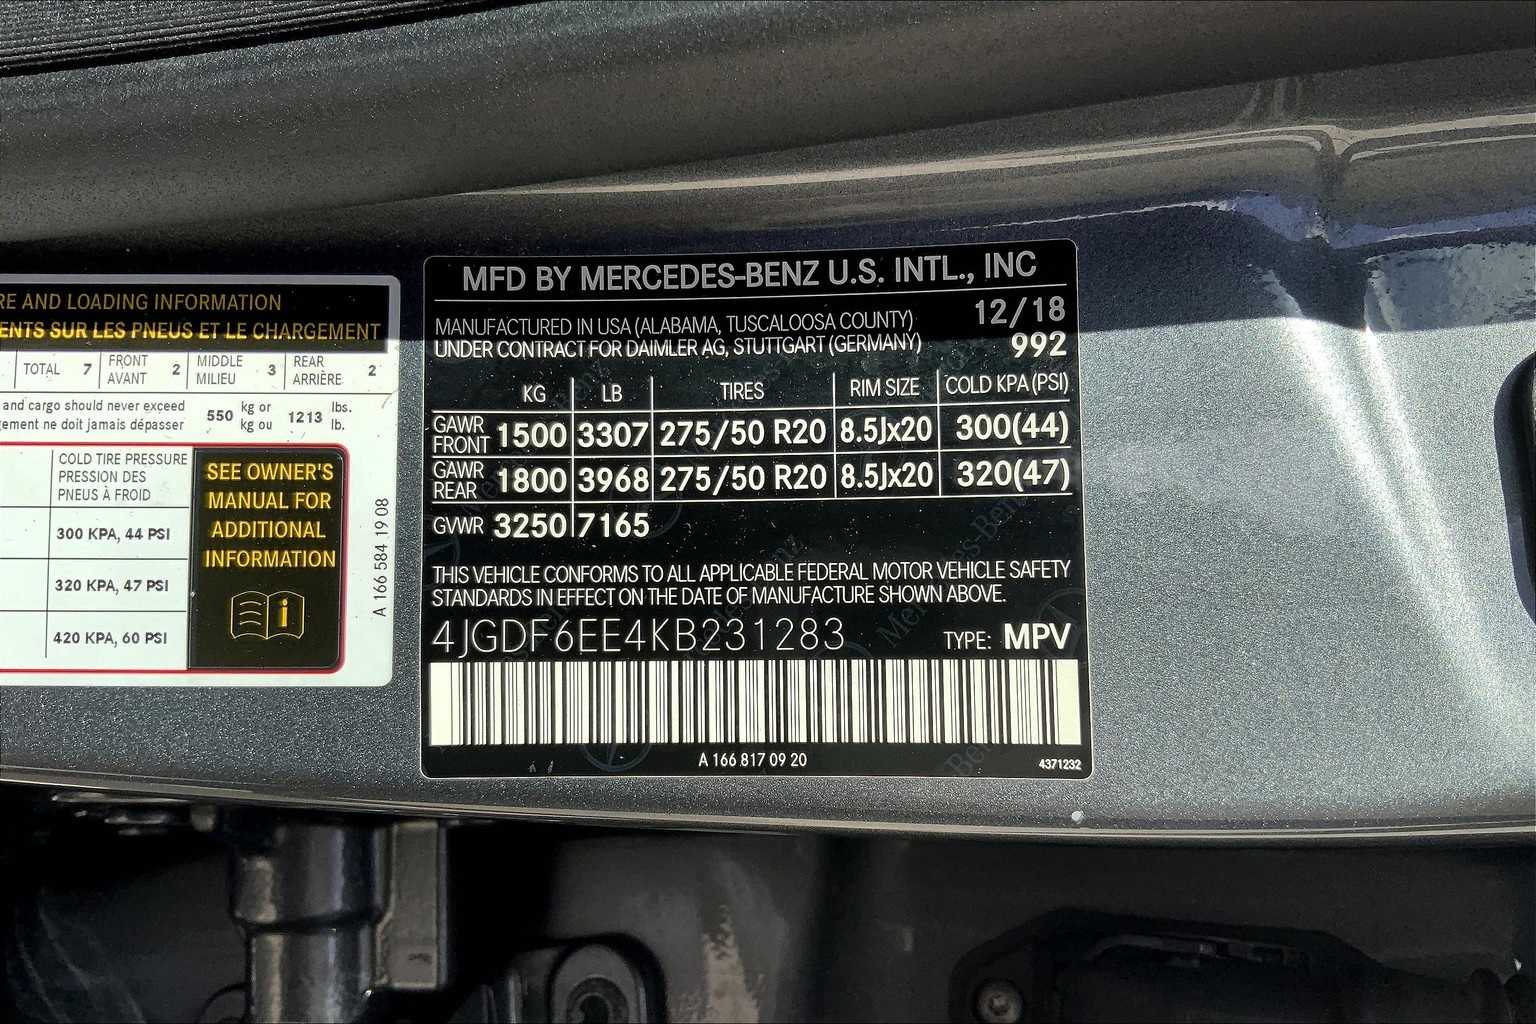 RE AND LOADING INFORMATION
ENTS SUR LES PNEUS ET LE CHARGEMENT
TOTAL 7 FRONT AVANT 2 MIDDLE MILIEU 3 REAR ARRIÈRE 2
and cargo should never exceed 550 kg or 1213 lbs.
ement ne doit jamais dépasser kg ou lb.
COLD TIRE PRESSURE
PRESSION DES
PNEUS À FROID
300 KPA, 44 PSI
320 KPA, 47 PSI
420 KPA, 60 PSI
SEE OWNER'S
MANUAL FOR
ADDITIONAL
INFORMATION
i
A 166 584 19 08
MFD BY MERCEDES-BENZ U.S. INTL., INC
12/18
MANUFACTURED IN USA (ALABAMA, TUSCALOOSA COUNTY)
UNDER CONTRACT FOR DAIMLER AG, STUTTGART (GERMANY) 992
KG LB TIRES RIM SIZE COLD KPA (PSI)
GAWR FRONT 1500 3307 275/50 R20 8.5Jx20 300(44)
GAWR REAR 1800 3968 275/50 R20 8.5Jx20 320(47)
GVWR 3250 7165
THIS VEHICLE CONFORMS TO ALL APPLICABLE FEDERAL MOTOR VEHICLE SAFETY
STANDARDS IN EFFECT ON THE DATE OF MANUFACTURE SHOWN ABOVE.
4JGDF6EE4KB231283 TYPE: MPV
A 166 817 09 20
4371232